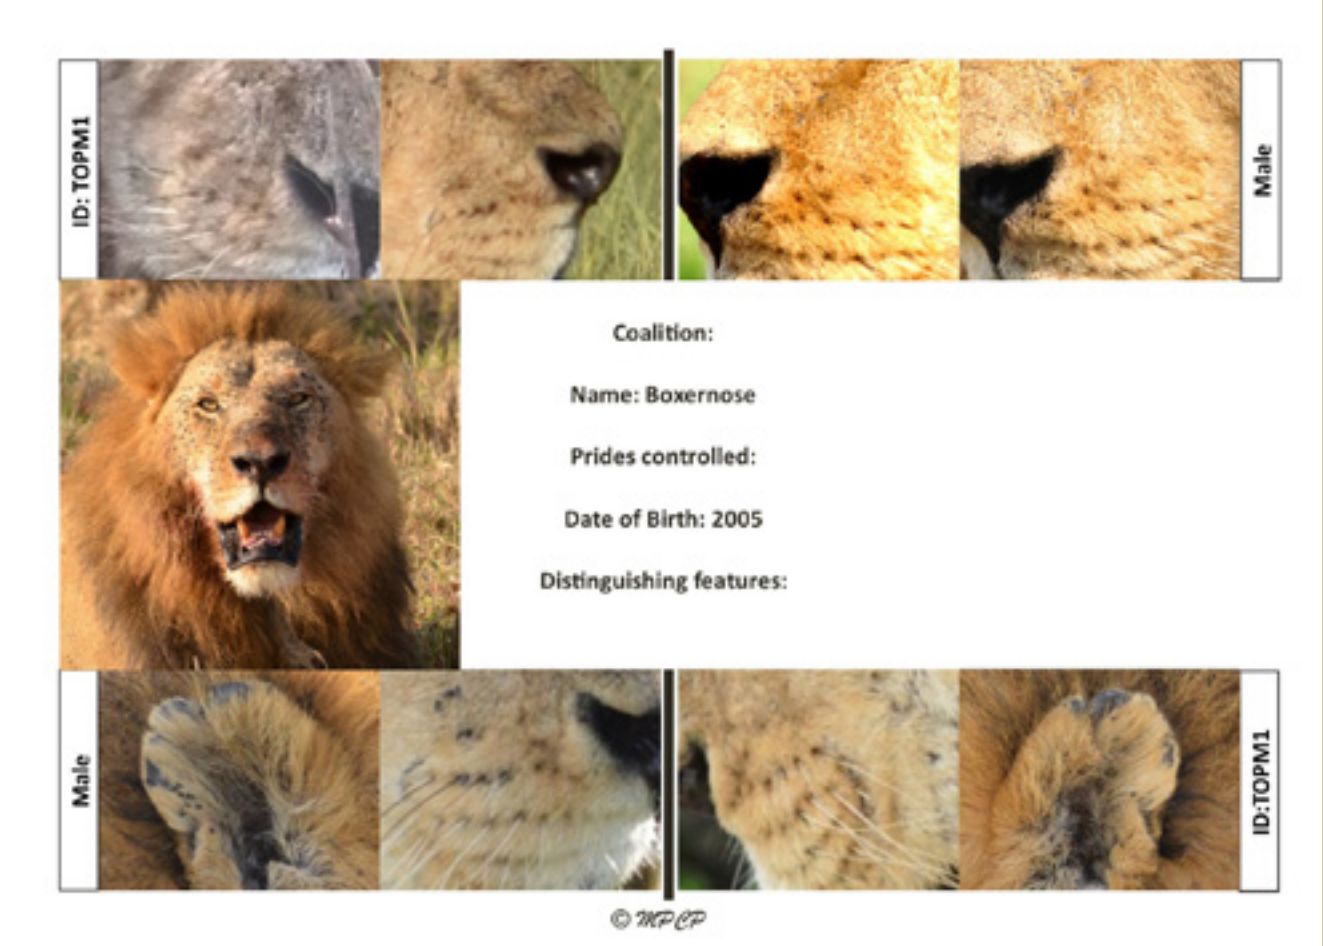 ID: TOPM1
Male
Coalition:
Name: Boxernose
Prides controlled:
Date of Birth: 2005
Distinguishing features:
Male
ID:TOPM1
© MPCP